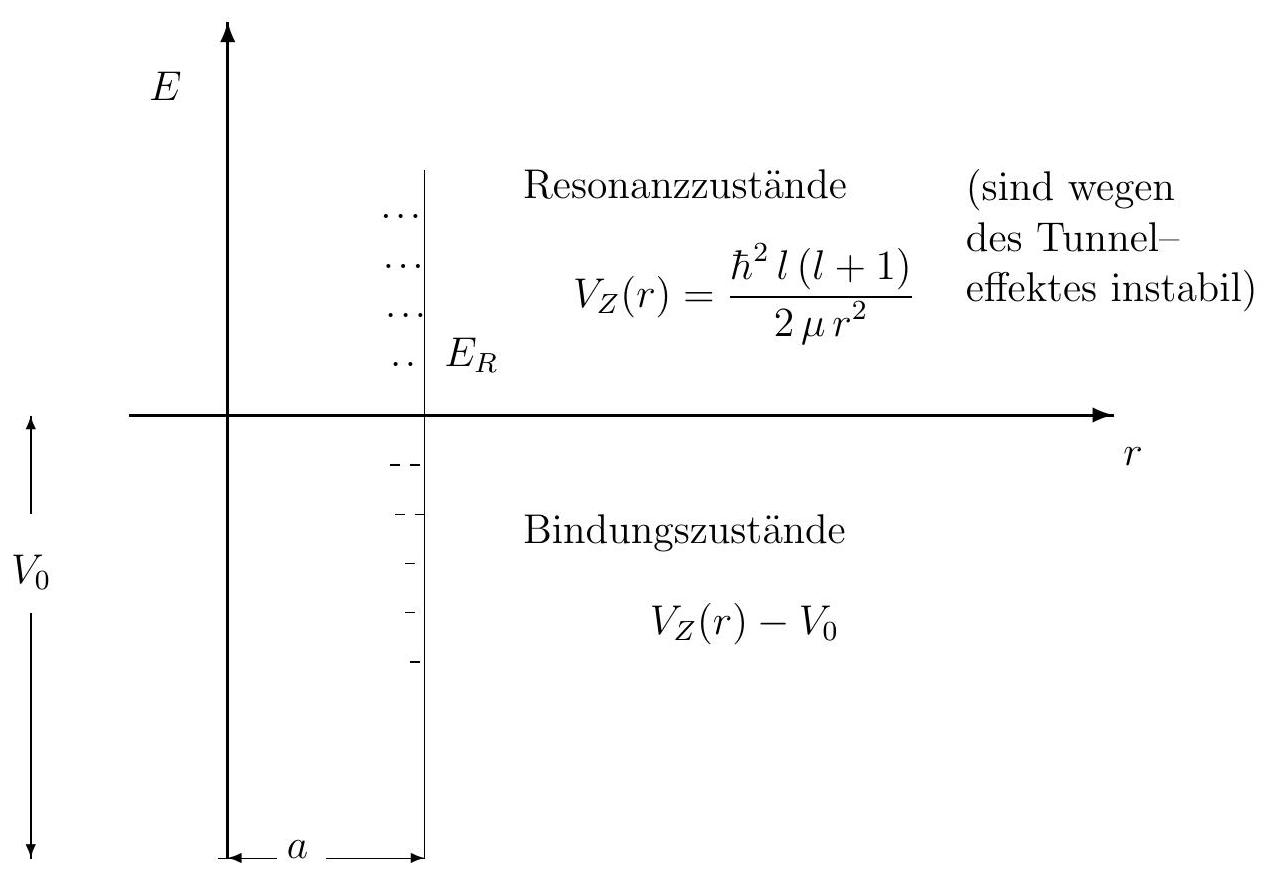 E
Resonanzzustände
(sind wegen
des Tunnel–
effektes instabil)
V_Z(r) = \frac{\hbar^2 l (l + 1)}{2 \mu r^2}
E_R
r
V_0
Bindungszustände
V_Z(r) − V_0
a